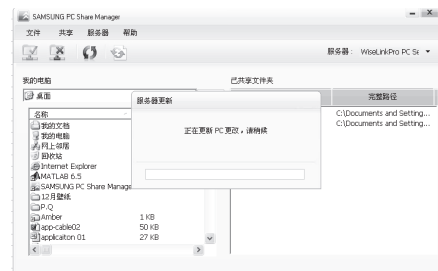 SAMSUNG PC Share Manager
文件 共享 服务器 帮助
服务器： WiseLinkPro PC Se
我的电脑
已共享文件夹
桌面
完整路径
名称
C:\Documents and Setting...
C:\Documents and Setting...
我的文档
我的电脑
网上邻居
回收站
Internet Explorer
MATLAB 6.5
SAMSUNG PC Share Manage
12月壁纸
P.Q
Amber 1 KB
app-cable02 50 KB
applicaiton 01 27 KB
服务器更新
正在更新 PC 更改，请稍候